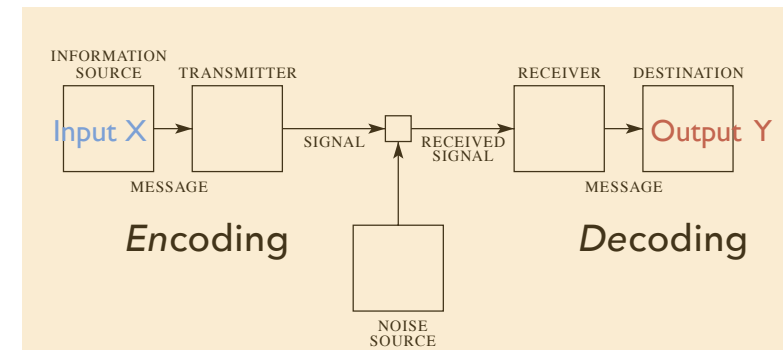 INFORMATION
SOURCE
TRANSMITTER
RECEIVER
DESTINATION
Input X
Output Y
SIGNAL
RECEIVED
SIGNAL
MESSAGE
MESSAGE
Encoding
Decoding
NOISE
SOURCE